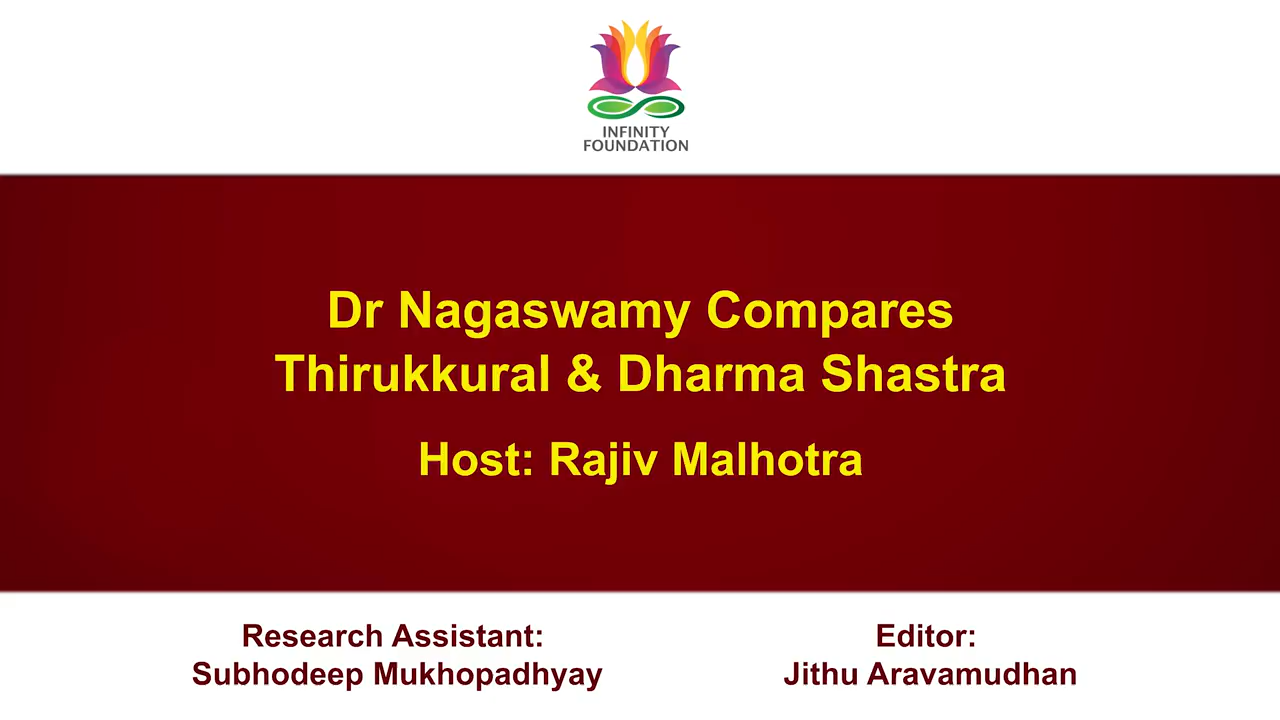 INFINITY
FOUNDATION
Dr Nagaswamy Compares
Thirukkural & Dharma Shastra
Host: Rajiv Malhotra
Research Assistant:
Subhodeep Mukhopadhyay
Editor:
Jithu Aravamudhan